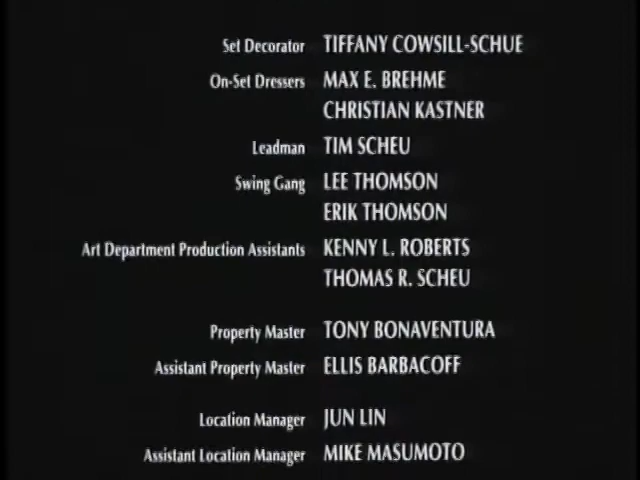 Set Decorator TIFFANY COWSILL-SCHUE
On-Set Dressers MAX E. BREHME
CHRISTIAN KASTNER
Leadman TIM SCHEU
Swing Gang LEE THOMSON
ERIK THOMSON
Art Department Production Assistants KENNY L. ROBERTS
THOMAS R. SCHEU
Property Master TONY BONAVENTURA
Assistant Property Master ELLIS BARBACOFF
Location Manager JUN LIN
Assistant Location Manager MIKE MASUMOTO